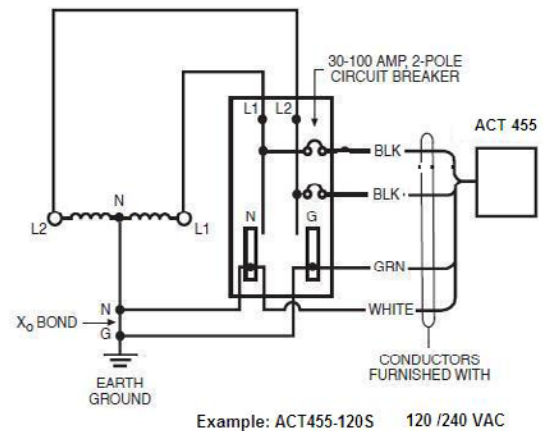 30-100 AMP, 2-POLE
CIRCUIT BREAKER
L1 L2
ACT 455
BLK
BLK
N
L2 L1
N G
GRN
WHITE
N
X₀ BOND
G
EARTH
GROUND
CONDUCTORS
FURNISHED WITH
Example: ACT455-120S 120 /240 VAC